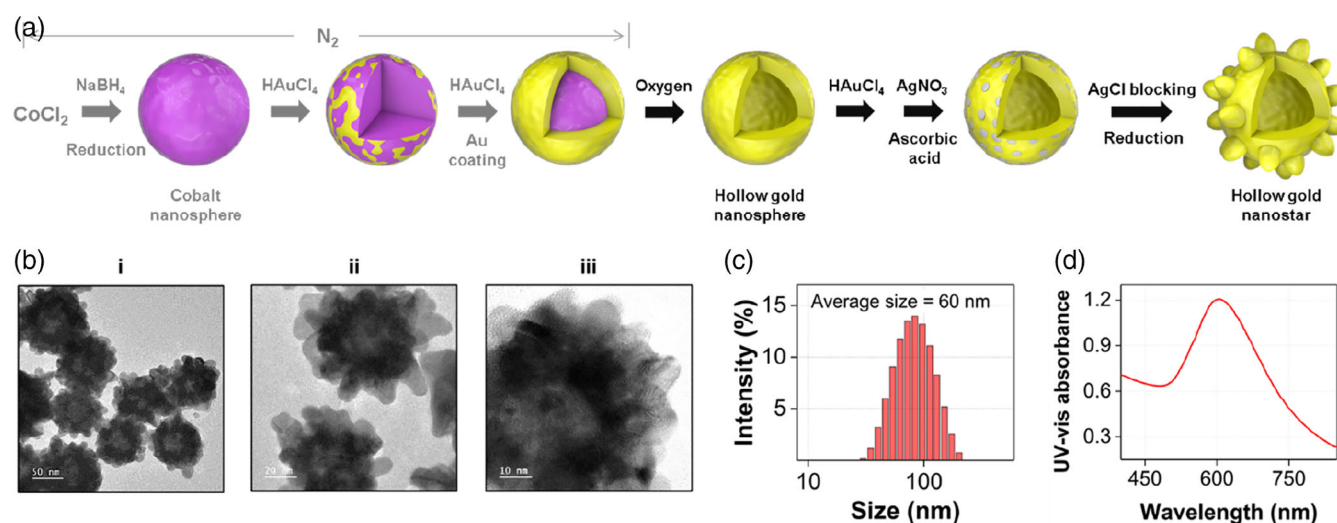 (a)
N₂
CoCl₂
NaBH₄
Reduction
HAuCl₄
HAuCl₄
Au
coating
Oxygen
HAuCl₄
AgNO₃
Ascorbic
acid
AgCl blocking
Reduction
Cobalt
nanosphere
Hollow gold
nanosphere
Hollow gold
nanostar
(b)
i
ii
iii
50 nm
20 nm
10 nm
(c)
Average size = 60 nm
Intensity (%)
15
10
5
10
100
Size (nm)
(d)
UV-vis absorbance
1.2
0.9
0.6
0.3
450
600
750
Wavelength (nm)